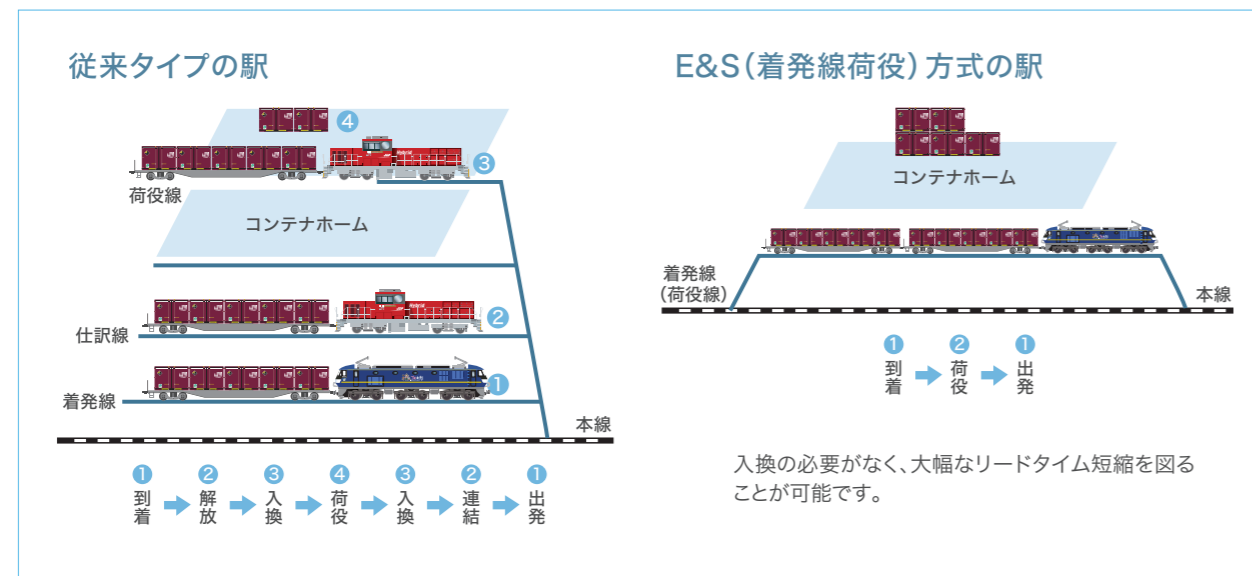 従来タイプの駅
④
③
荷役線
コンテナホーム
仕訳線
②
着発線
①
本線
① ② ③ ④ ③ ② ①
到着 解放 入換 荷役 入換 連結 出発
E&S(着発線荷役)方式の駅
コンテナホーム
着発線
(荷役線)
本線
① ② ①
到着 荷役 出発
入換の必要がなく、大幅なリードタイム短縮を図る
ことが可能です。